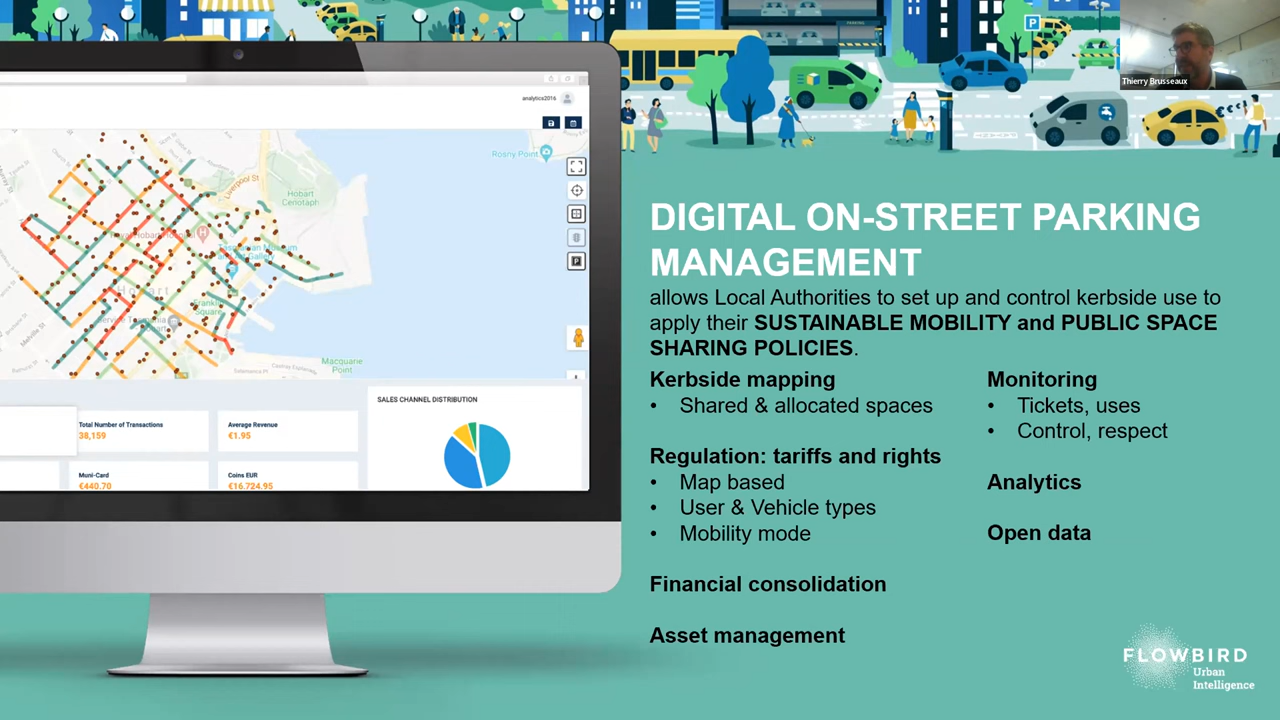 P
PARKING
Thierry Brusseaux
analytics2016
Rosny Point
Liverpool St
Hobart
Cenotaph
Hobart
Franklin
Square
Macquarie
Point
DIGITAL ON-STREET PARKING
MANAGEMENT
allows Local Authorities to set up and control kerbside use to
apply their SUSTAINABLE MOBILITY and PUBLIC SPACE
SHARING POLICIES.
Kerbside mapping
• Shared & allocated spaces
Regulation: tariffs and rights
• Map based
• User & Vehicle types
• Mobility mode
Financial consolidation
Asset management
Monitoring
• Tickets, uses
• Control, respect
Analytics
Open data
SALES CHANNEL DISTRIBUTION
Total Number of Transactions
38,159
Average Revenue
€1.95
Muni-Card
€440.70
Coins EUR
€16.724.95
FLOWBIRD
Urban
Intelligence